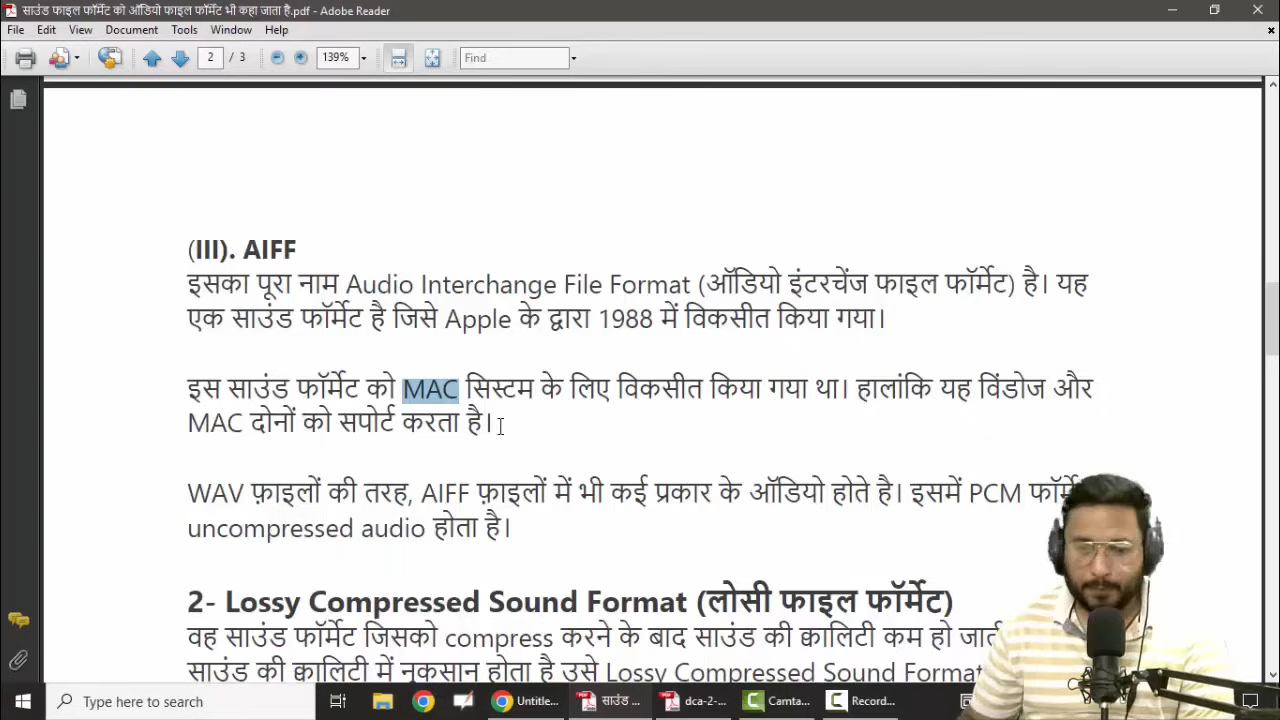 साउंड फाइल फॉर्मेट को ऑडियो फाइल फॉर्मेट भी कहा जाता है.pdf - Adobe Reader
File Edit View Document Tools Window Help
2 / 3 139% Find
(III). AIFF
इसका पूरा नाम Audio Interchange File Format (ऑडियो इंटरचेंज फाइल फॉर्मेट) है। यह
एक साउंड फॉर्मेट है जिसे Apple के द्वारा 1988 में विकसीत किया गया।
इस साउंड फॉर्मेट को MAC सिस्टम के लिए विकसीत किया गया था। हालांकि यह विंडोज और
MAC दोनों को सपोर्ट करता है।
WAV फ़ाइलों की तरह, AIFF फ़ाइलों में भी कई प्रकार के ऑडियो होते है। इसमें PCM
uncompressed audio होता है।
2- Lossy Compressed Sound Format (लोसी फाइल फॉर्मेट)
वह साउंड फॉर्मेट जिसको compress करने के बाद साउंड की क्वालिटी कम हो
साउंड की क्वालिटी में नुकसान होता है उसे Lossy Compressed Sound Format
Type here to search Untitle... साउंड ... dca-2-... Camta... Record...